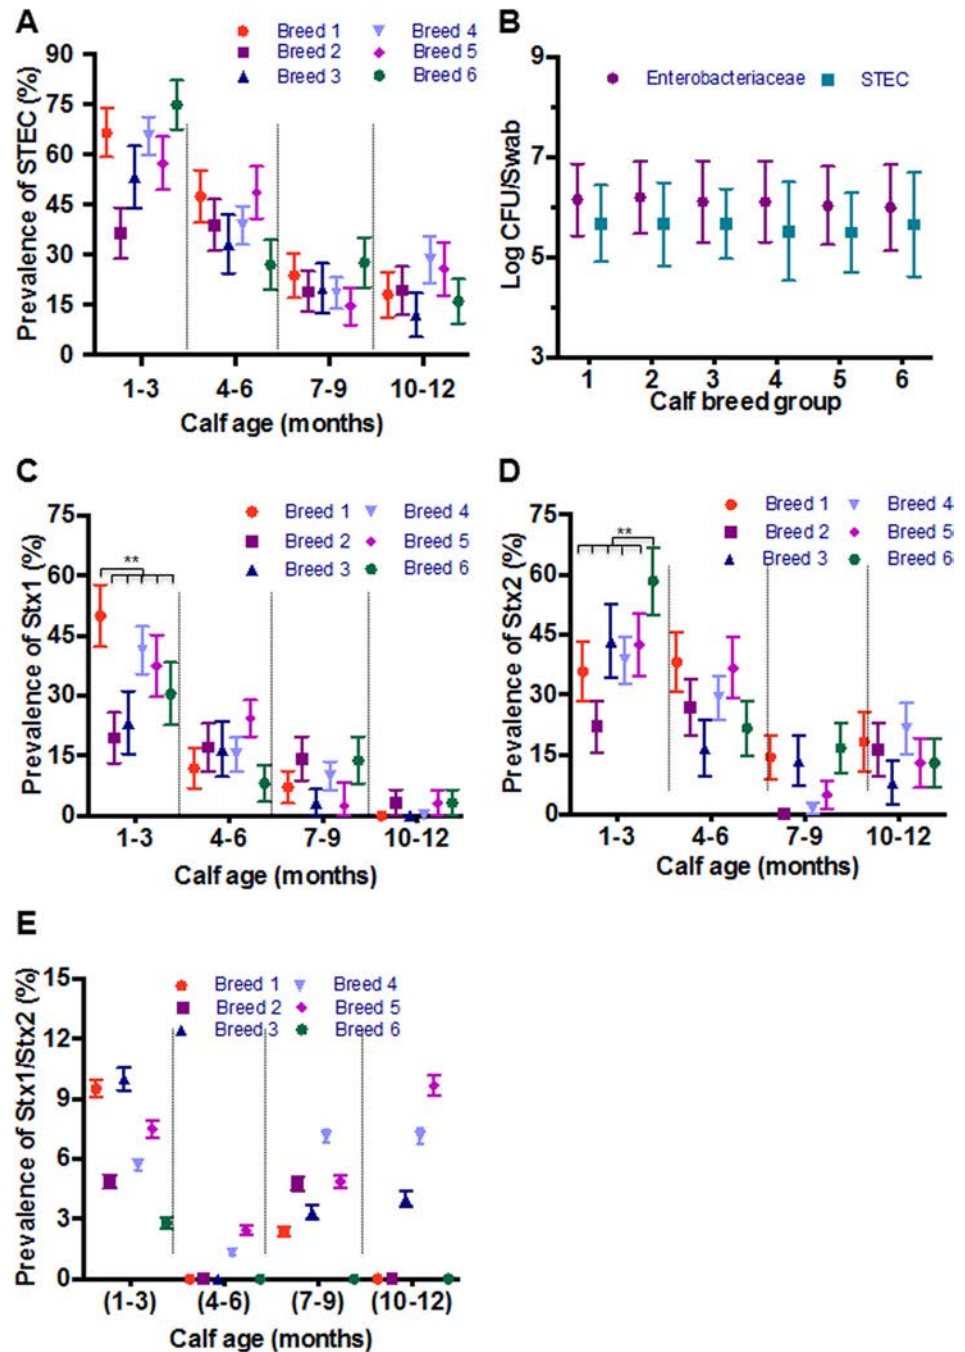 A
Breed 1
Breed 4
Breed 2
Breed 5
Breed 3
Breed 6
Prevalence of STEC (%)
90
75
60
45
30
15
0
1-3
4-6
7-9
10-12
Calf age (months)
B
Enterobacteriaceae
STEC
Log CFU/Swab
9
7
5
3
1
2
3
4
5
6
Calf breed group
C
Breed 1
Breed 4
Breed 2
Breed 5
Breed 3
Breed 6
**
Prevalence of Stx1 (%)
75
60
45
30
15
0
1-3
4-6
7-9
10-12
Calf age (months)
D
Breed 1
Breed 4
Breed 2
Breed 5
Breed 3
Breed 6
**
Prevalence of Stx2 (%)
75
60
45
30
15
0
1-3
4-6
7-9
10-12
Calf age (months)
E
Breed 1
Breed 4
Breed 2
Breed 5
Breed 3
Breed 6
Prevalence of Stx1/Stx2 (%)
15
12
9
6
3
0
(1-3)
(4-6)
(7-9)
(10-12)
Calf age (months)